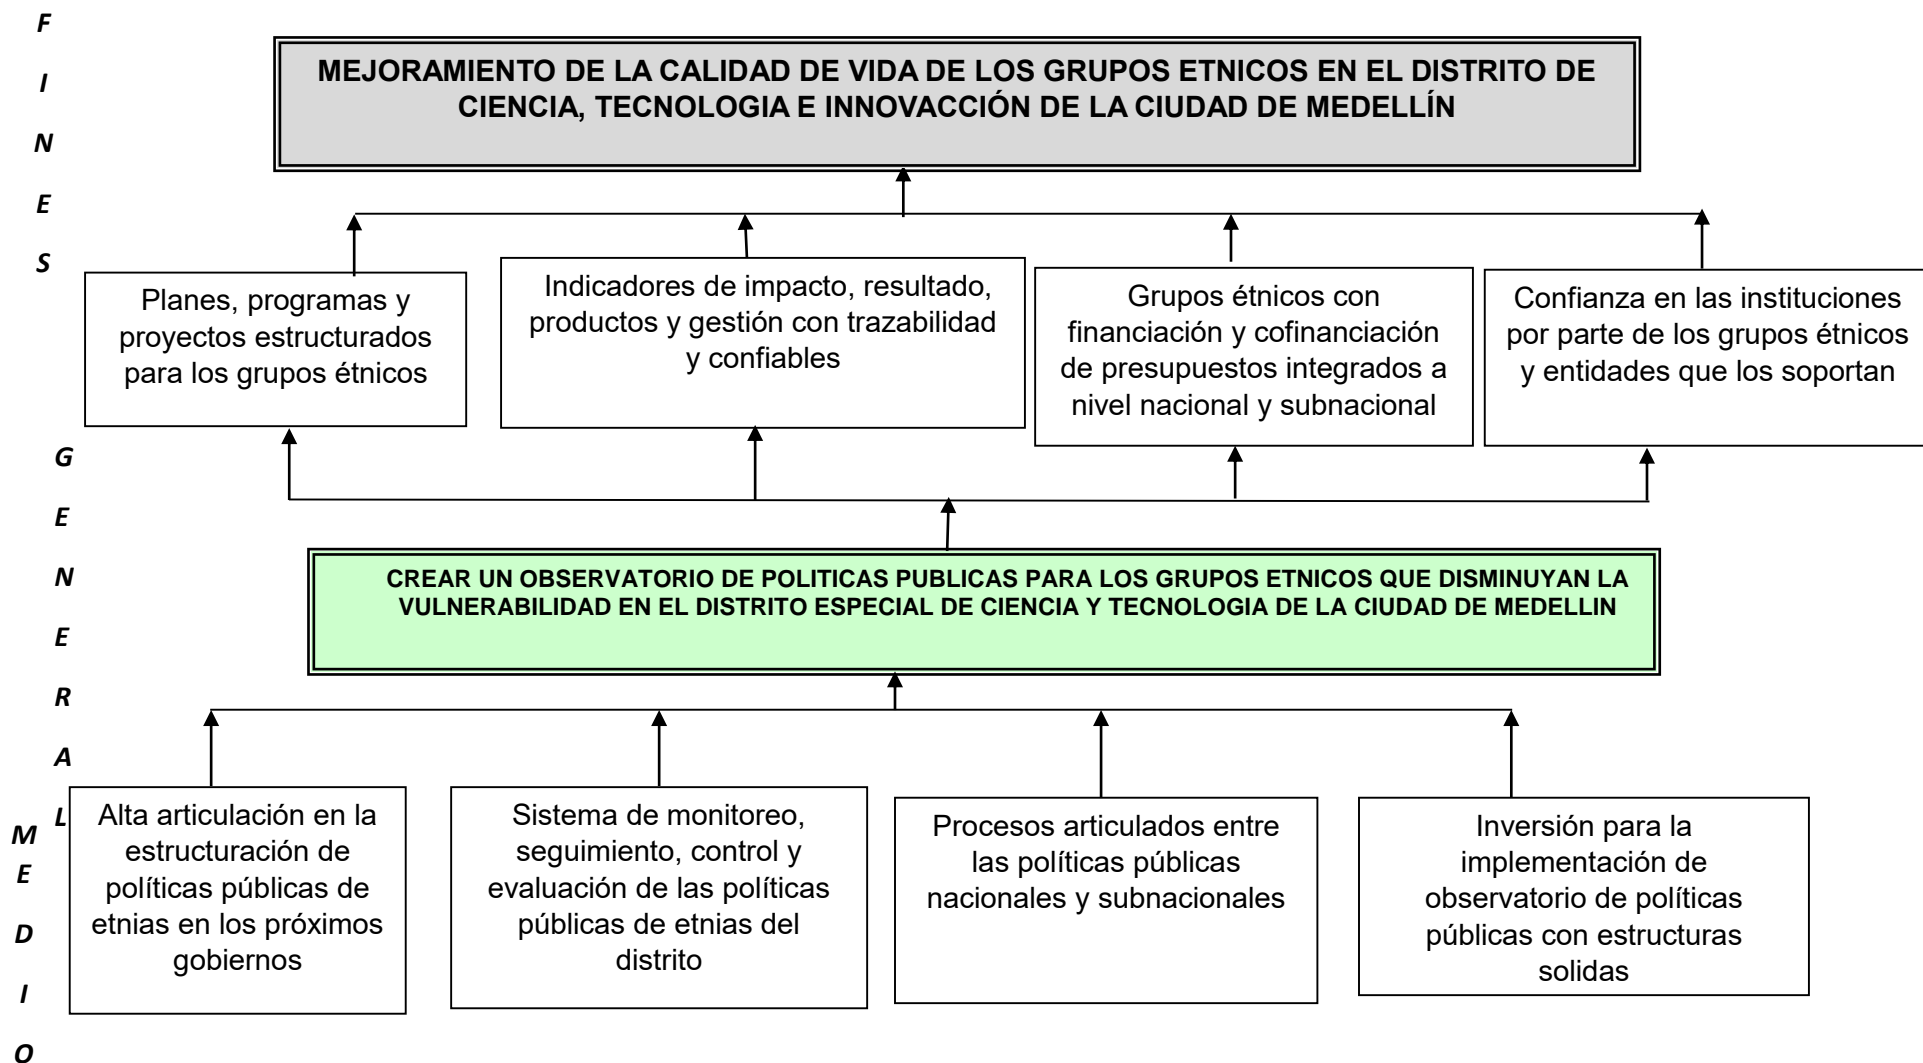 F
I
N
E
S
MEJORAMIENTO DE LA CALIDAD DE VIDA DE LOS GRUPOS ETNICOS EN EL DISTRITO DE
CIENCIA, TECNOLOGIA E INNOVACCIÓN DE LA CIUDAD DE MEDELLÍN
Planes, programas y
proyectos estructurados
para los grupos étnicos
Indicadores de impacto, resultado,
productos y gestión con trazabilidad
y confiables
Grupos étnicos con
financiación y cofinanciación
de presupuestos integrados a
nivel nacional y subnacional
Confianza en las instituciones
por parte de los grupos étnicos
y entidades que los soportan
G
E
N
E
R
A
L
CREAR UN OBSERVATORIO DE POLITICAS PUBLICAS PARA LOS GRUPOS ETNICOS QUE DISMINUYAN LA
VULNERABILIDAD EN EL DISTRITO ESPECIAL DE CIENCIA Y TECNOLOGIA DE LA CIUDAD DE MEDELLIN
M
E
D
I
O
Alta articulación en la
estructuración de
políticas públicas de
etnias en los próximos
gobiernos
Sistema de monitoreo,
seguimiento, control y
evaluación de las políticas
públicas de etnias del
distrito
Procesos articulados entre
las políticas públicas
nacionales y subnacionales
Inversión para la
implementación de
observatorio de políticas
públicas con estructuras
solidas